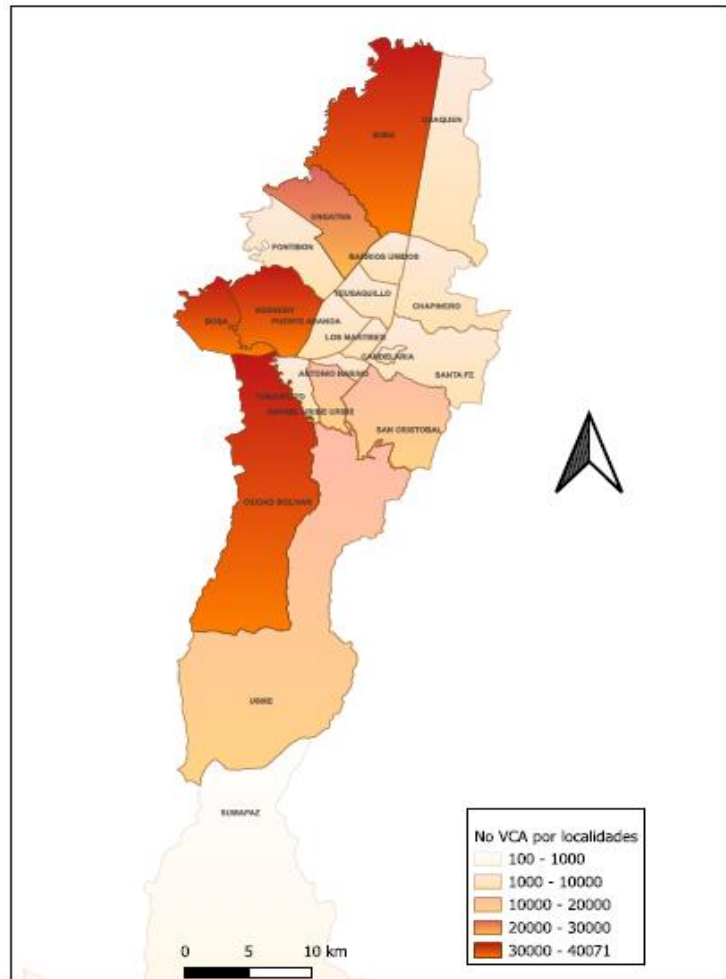 SUBA
USAQUEN
ENGATIVA
FONTIBON
BARRIOS UNIDOS
TEUSAQUILLO
CHAPINERO
KENNEDY
BOSA
PUENTE ARANDA
LOS MARTIRES
CANDELARIA
ANTONIO NARIÑO
SANTA FE
TUNJUELITO
RAFAEL URIBE URIBE
SAN CRISTOBAL
CIUDAD BOLIVAR
USME
SUMAPAZ
No VCA por localidades
100 - 1000
1000 - 10000
10000 - 20000
20000 - 30000
30000 - 40071
0 5 10 km